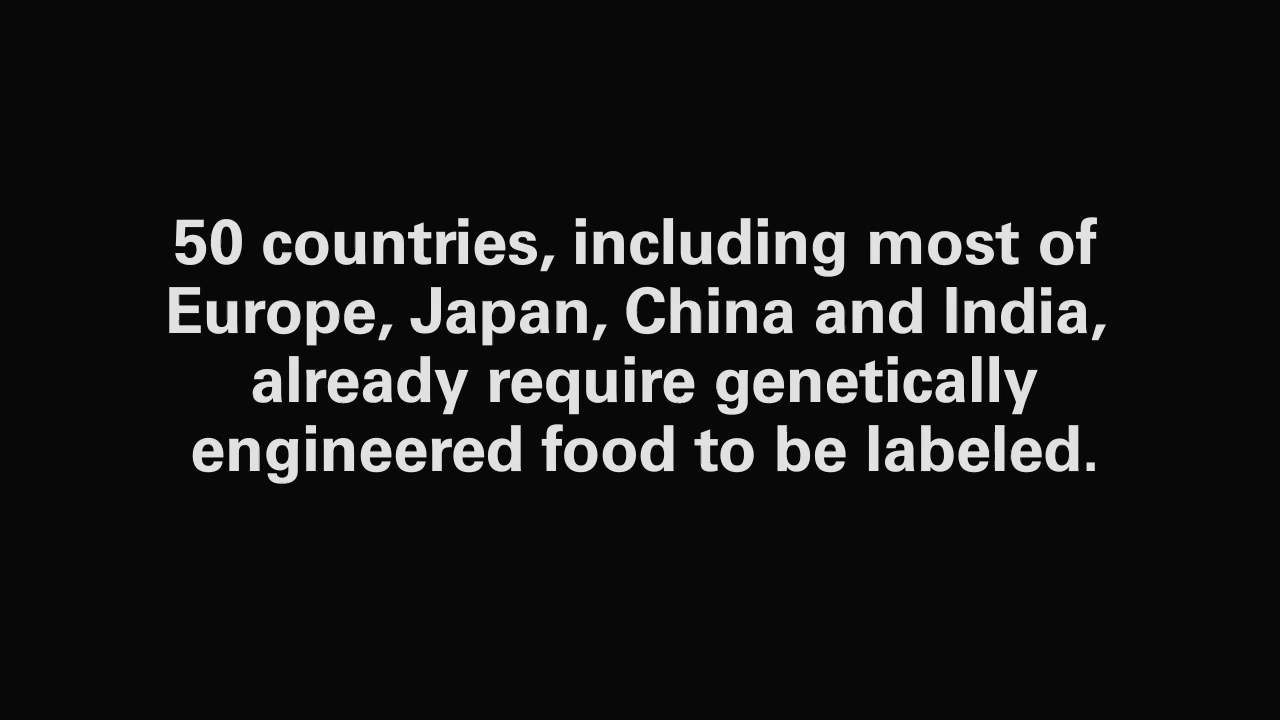 50 countries, including most of
Europe, Japan, China and India,
already require genetically
engineered food to be labeled.